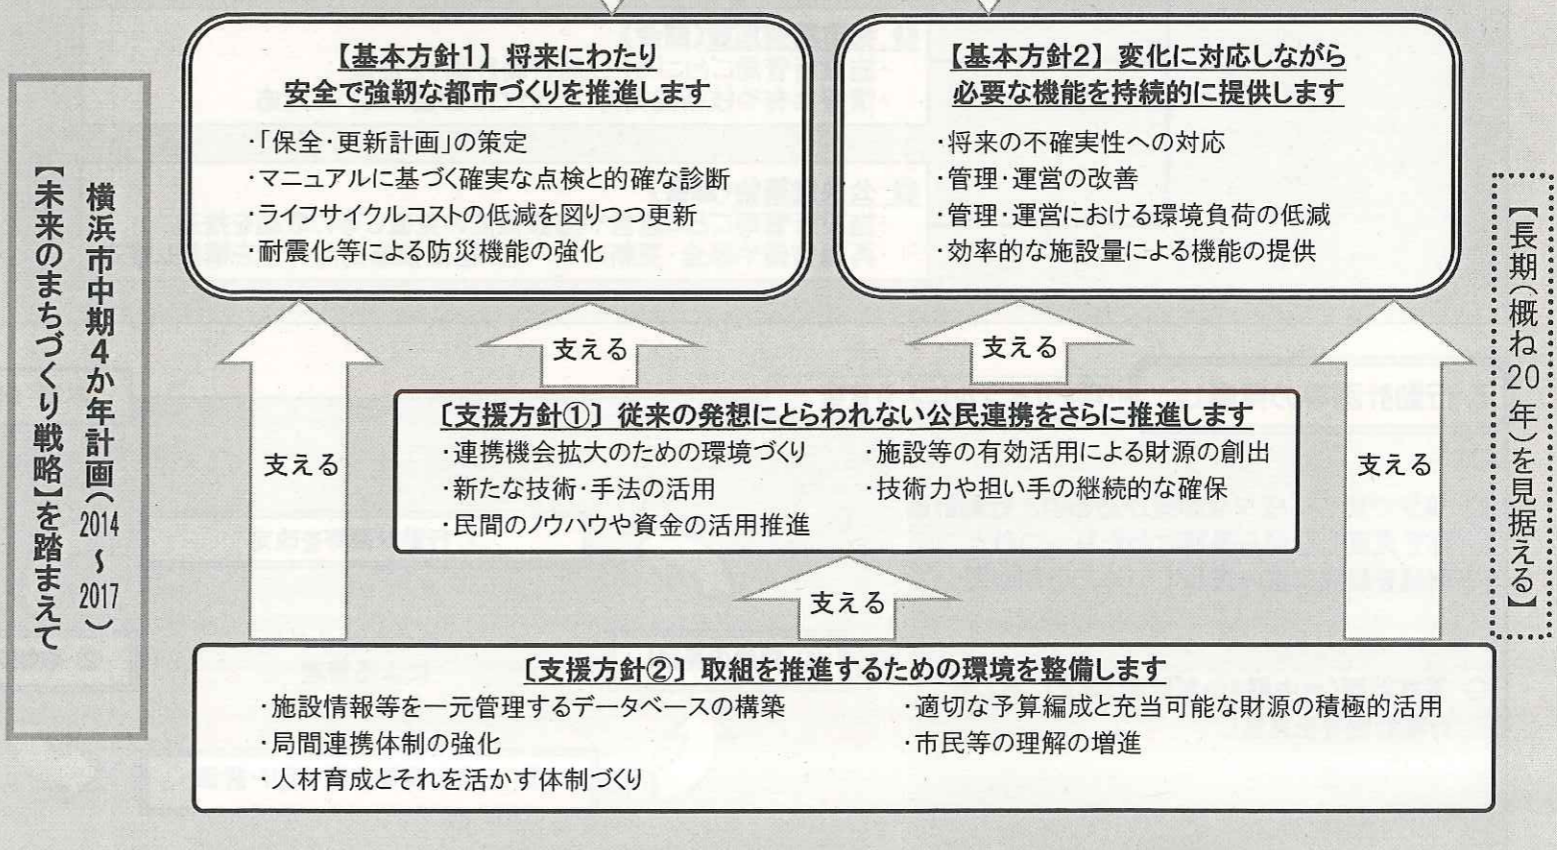 【基本方針1】将来にわたり
安全で強靭な都市づくりを推進します
・「保全・更新計画」の策定
・マニュアルに基づく確実な点検と的確な診断
・ライフサイクルコストの低減を図りつつ更新
・耐震化等による防災機能の強化
【基本方針2】変化に対応しながら
必要な機能を持続的に提供します
・将来の不確実性への対応
・管理・運営の改善
・管理・運営における環境負荷の低減
・効率的な施設量による機能の提供
横浜市中期4か年計画(2014～2017)
【未来のまちづくり戦略】を踏まえて
【長期(概ね20年)を見据える】
支える
支える
支える
支える
〔支援方針①〕従来の発想にとらわれない公民連携をさらに推進します
・連携機会拡大のための環境づくり
・新たな技術・手法の活用
・民間のノウハウや資金の活用推進
・施設等の有効活用による財源の創出
・技術力や担い手の継続的な確保
支える
〔支援方針②〕取組を推進するための環境を整備します
・施設情報等を一元管理するデータベースの構築
・局間連携体制の強化
・人材育成とそれを活かす体制づくり
・適切な予算編成と充当可能な財源の積極的活用
・市民等の理解の増進